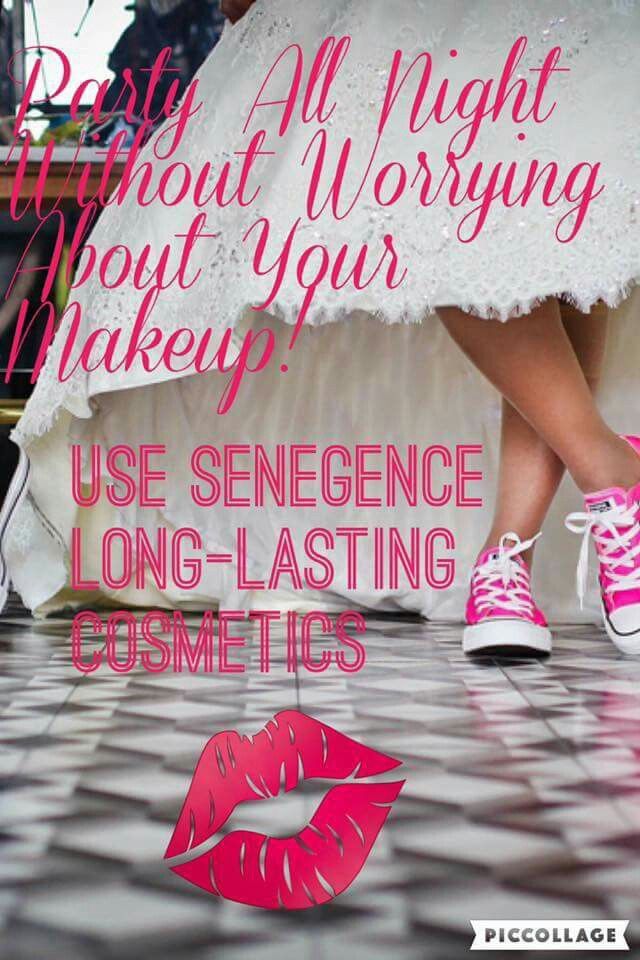 Party All Night
Without Worrying
About Your
Makeup!
USE SENEGENCE
LONG-LASTING
COSMETICS
PICCOLLAGE